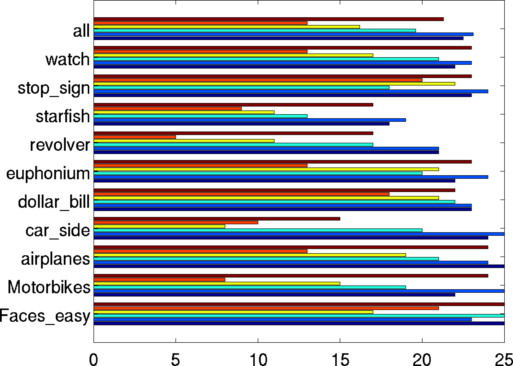 all
watch
stop_sign
starfish
revolver
euphonium
dollar_bill
car_side
airplanes
Motorbikes
Faces_easy
0 5 10 15 20 25